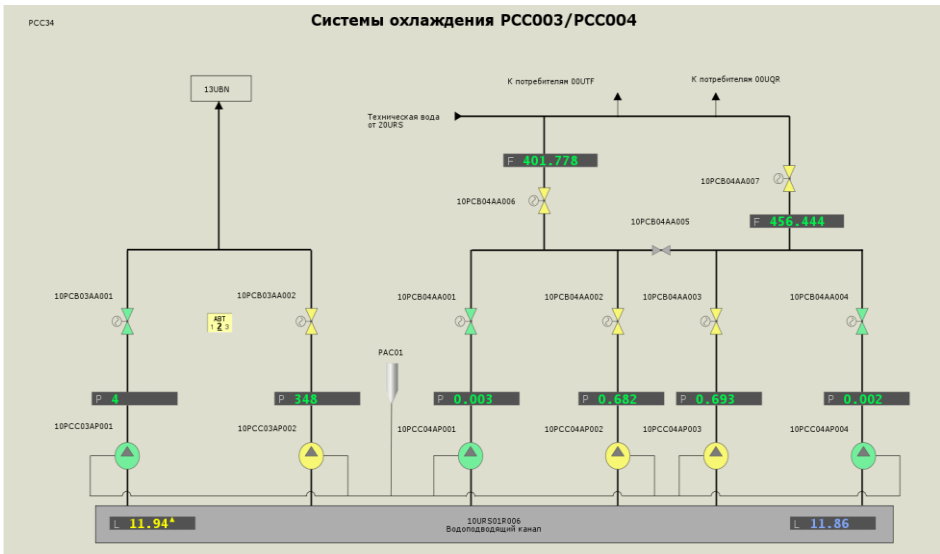 PCC34
Системы охлаждения PCC003/PCC004
13UBN
К потребителям 00UTF
К потребителям 00UQR
Техническая вода
от 20URS
F 401.778
10PCB04AA007
10PCB04AA006
10PCB04AA005
F 456.444
10PCB03AA001
10PCB03AA002
10PCB04AA001
10PCB04AA002
10PCB04AA003
10PCB04AA004
АВТ
1 2 3
PAC01
P 4
P 348
P 0.003
P 0.682
P 0.693
P 0.002
10PCC03AP001
10PCC03AP002
10PCC04AP001
10PCC04AP002
10PCC04AP003
10PCC04AP004
L 11.94
10URS01R006
Водоподводящий канал
L 11.86